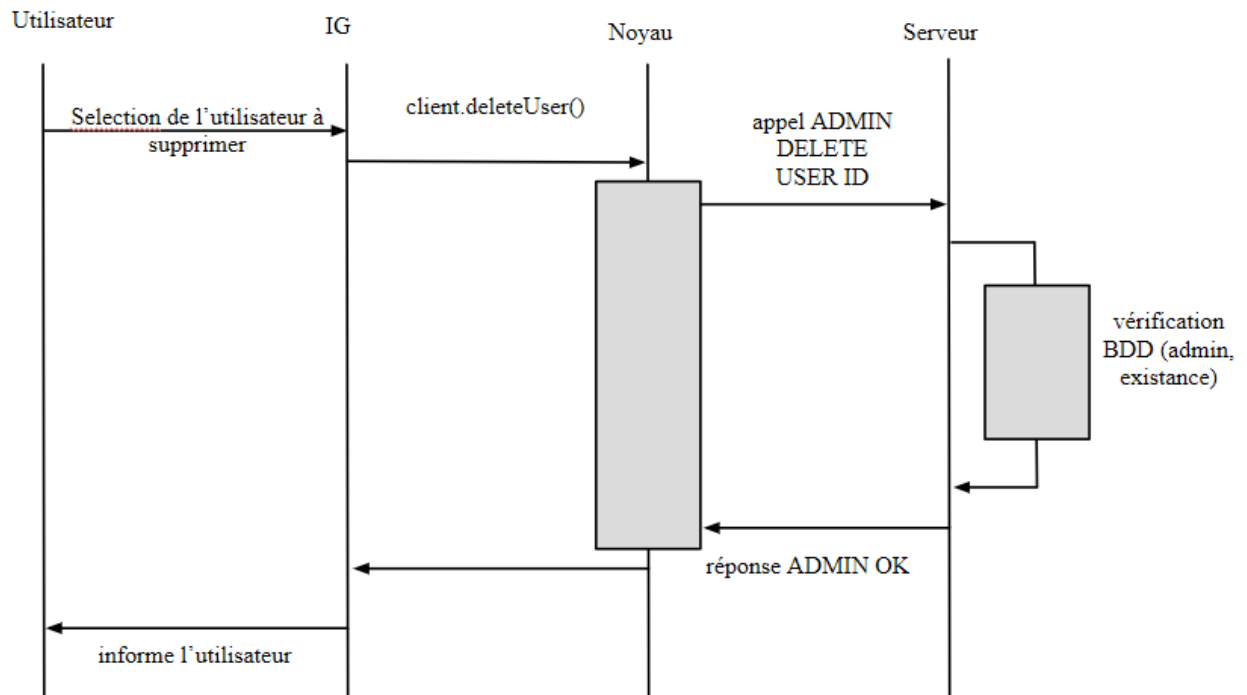 Utilisateur
IG
Noyau
Serveur
Selection de l'utilisateur à
supprimer
client.deleteUser()
appel ADMIN
DELETE
USER ID
vérification
BDD (admin,
existance)
réponse ADMIN OK
informe l'utilisateur